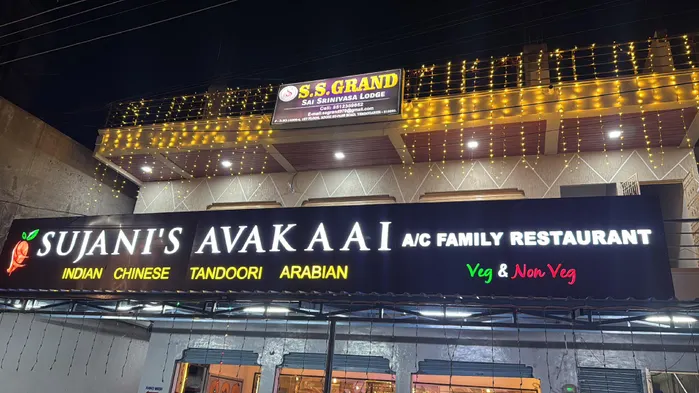 S.S.GRAND
SAI SRINIVASA LODGE
SUJANI'S AVAKAAI A/C FAMILY RESTAURANT
INDIAN CHINESE TANDOORI ARABIAN
Veg & Non Veg